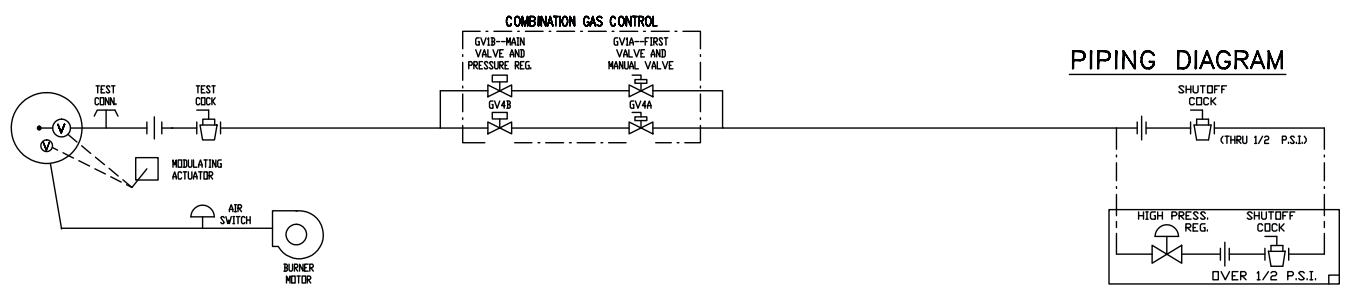 COMBINATION GAS CONTROL
GV1B--MAIN
VALVE AND
PRESSURE REG.
GV1A--FIRST
VALVE AND
MANUAL VALVE
PIPING DIAGRAM
TEST
CONN.
TEST
COCK
GV4B
GV4A
SHUTOFF
COCK
(THRU 1/2 P.S.I.)
V
V
MODULATING
ACTUATOR
AIR
SWITCH
BURNER
MOTOR
HIGH PRESS.
REG.
SHUTOFF
COCK
OVER 1/2 P.S.I.